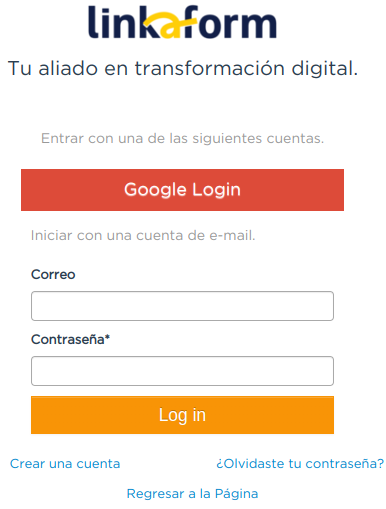 linkaform
Tu aliado en transformación digital.
Entrar con una de las siguientes cuentas.
Google Login
Iniciar con una cuenta de e-mail.
Correo
Contraseña*
Log in
Crear una cuenta ¿Olvidaste tu contraseña?
Regresar a la Página